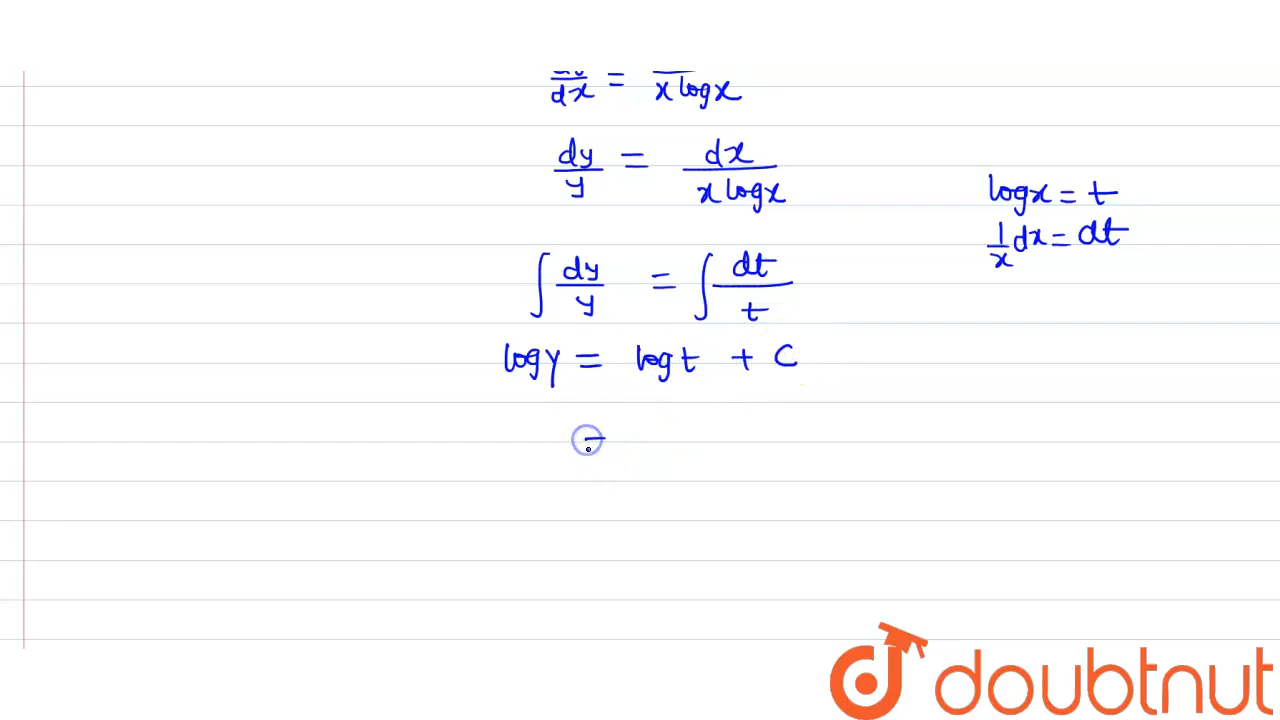 dx = x log x
dy/y = dx/(x log x)
log x = t
1/x dx = dt
∫ dy/y = ∫ dt/t
log y = log t + C
=
doubtnut